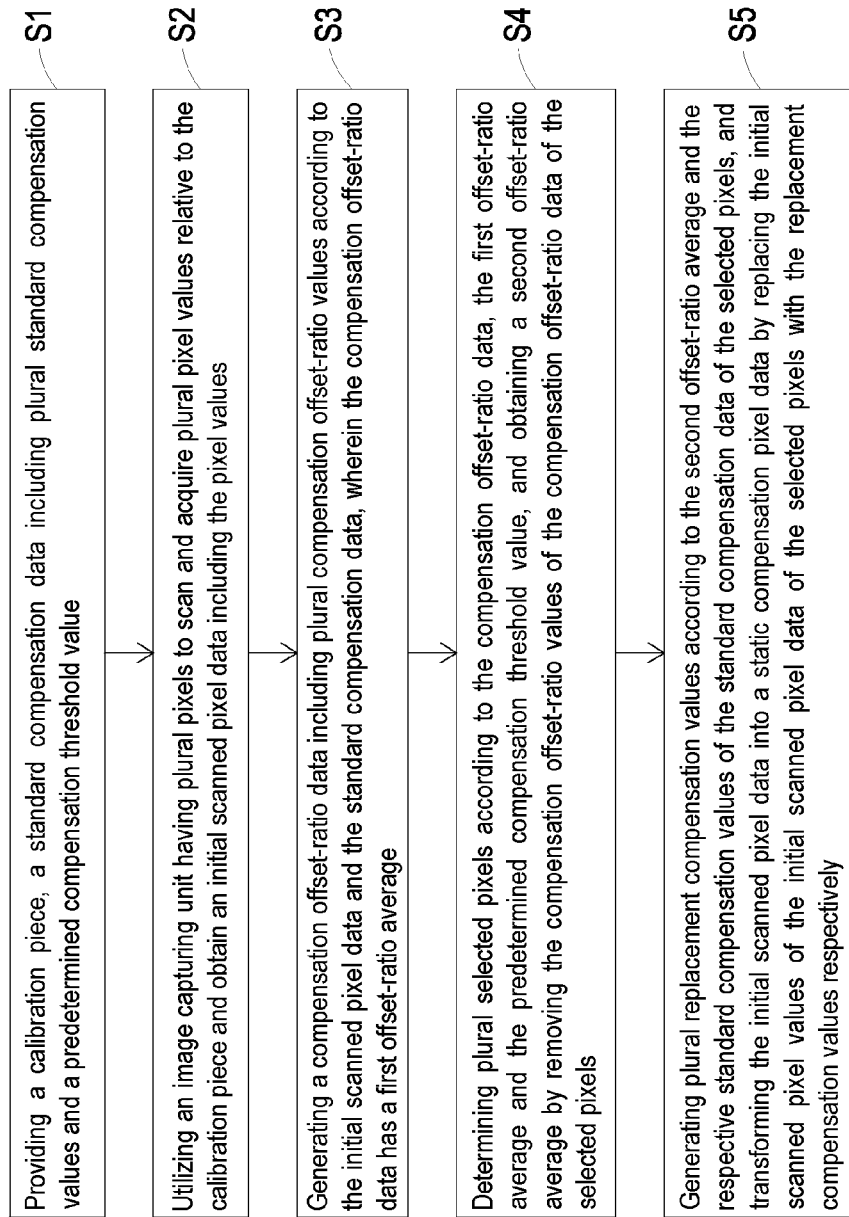 Providing a calibration piece, a standard compensation data including plural standard compensation
values and a predetermined compensation threshold value
S1
Utilizing an image capturing unit having plural pixels to scan and acquire plural pixel values relative to the
calibration piece and obtain an initial scanned pixel data including the pixel values
S2
Generating a compensation offset-ratio data including plural compensation offset-ratio values according to
the initial scanned pixel data and the standard compensation data, wherein the compensation offset-ratio
data has a first offset-ratio average
S3
Determining plural selected pixels according to the compensation offset-ratio data, the first offset-ratio
average and the predetermined compensation threshold value, and obtaining a second offset-ratio
average by removing the compensation offset-ratio values of the compensation offset-ratio data of the
selected pixels
S4
Generating plural replacement compensation values according to the second offset-ratio average and the
respective standard compensation values of the standard compensation data of the selected pixels, and
transforming the initial scanned pixel data into a static compensation pixel data by replacing the initial
scanned pixel values of the initial scanned pixel data of the selected pixels with the replacement
compensation values respectively
S5